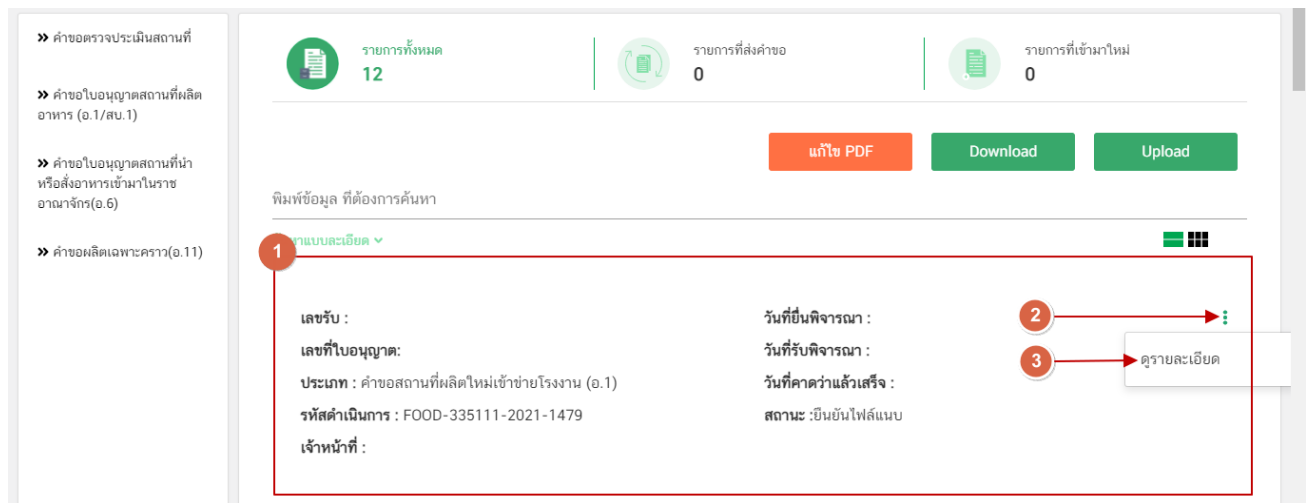 » คำขอตรวจประเมินสถานที่
» คำขอใบอนุญาตสถานที่ผลิต
อาหาร (อ.1/สบ.1)
» คำขอใบอนุญาตสถานที่นำ
หรือสั่งอาหารเข้ามาในราช
อาณาจักร(อ.6)
» คำขอผลิตเฉพาะคราว(อ.11)
รายการทั้งหมด
12
รายการที่ส่งคำขอ
0
รายการที่เข้ามาใหม่
0
แก้ไข PDF
Download
Upload
พิมพ์ข้อมูล ที่ต้องการค้นหา
1
แบบละเอียด
เลขรับ :
วันที่ยื่นพิจารณา :
2
เลขที่ใบอนุญาต:
วันที่รับพิจารณา :
3
ดูรายละเอียด
ประเภท : คำขอสถานที่ผลิตใหม่เข้าข่ายโรงงาน (อ.1)
วันที่คาดว่าแล้วเสร็จ :
รหัสดำเนินการ : FOOD-335111-2021-1479
สถานะ :ยืนยันไฟล์แนบ
เจ้าหน้าที่ :